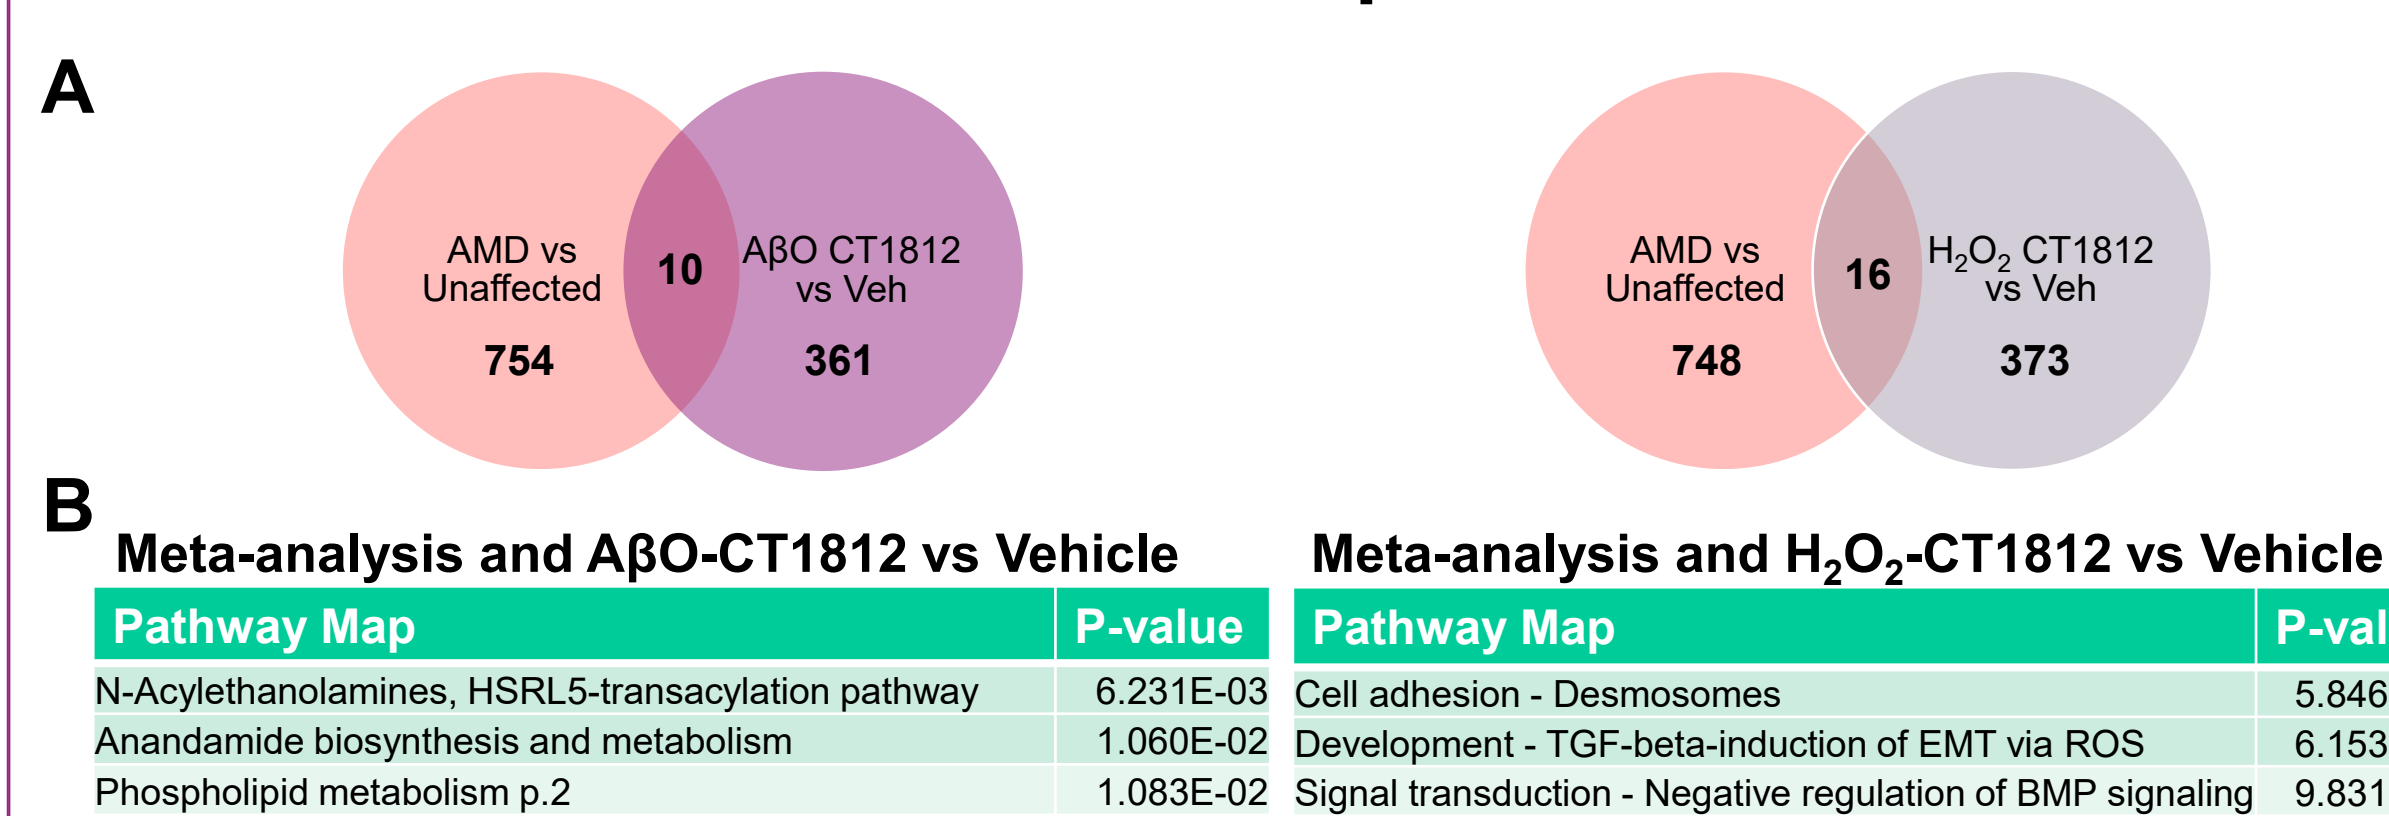 A
AMD vs
Unaffected
754
10
AβO CT1812
vs Veh
361
AMD vs
Unaffected
748
16
H₂O₂ CT1812
vs Veh
373
B
Meta-analysis and AβO-CT1812 vs Vehicle
Pathway Map P-value
N-Acylethanolamines, HSRL5-transacylation pathway 6.231E-03
Anandamide biosynthesis and metabolism 1.060E-02
Phospholipid metabolism p.2 1.083E-02
Meta-analysis and H₂O₂-CT1812 vs Vehicle
Pathway Map P-val
Cell adhesion - Desmosomes 5.846
Development - TGF-beta-induction of EMT via ROS 6.153
Signal transduction - Negative regulation of BMP signaling 9.831